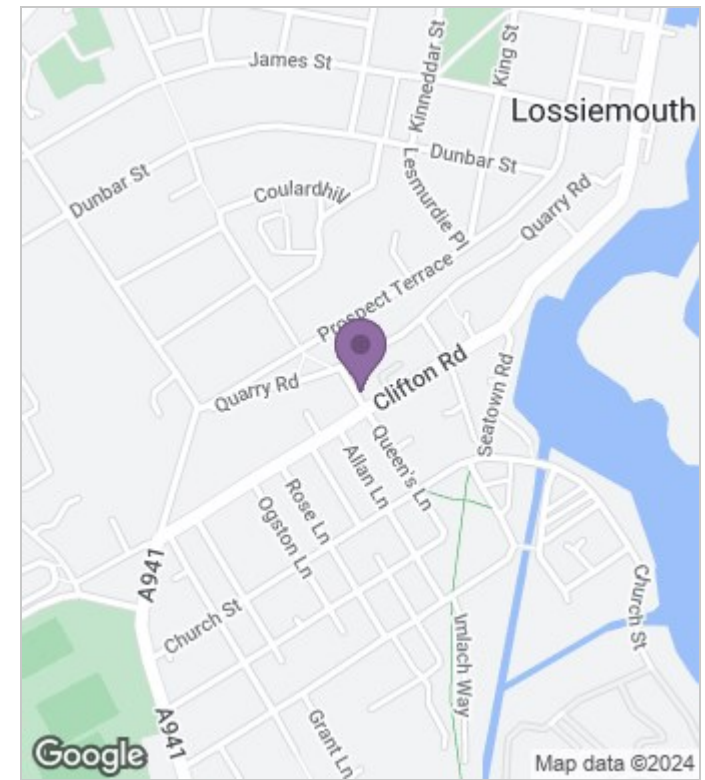 James St
Kinneddar St
King St
Lossiemouth
Dunbar St
Dunbar St
Lesmurdie Pl
Coulardhill
Quarry Rd
Prospect Terrace
Quarry Rd
Clifton Rd
Seatown Rd
Queen's Ln
Allan Ln
Rose Ln
Ogston Ln
A941
Church St
Church St
Imlach Way
A941
Grant Ln
Google
Map data ©2024